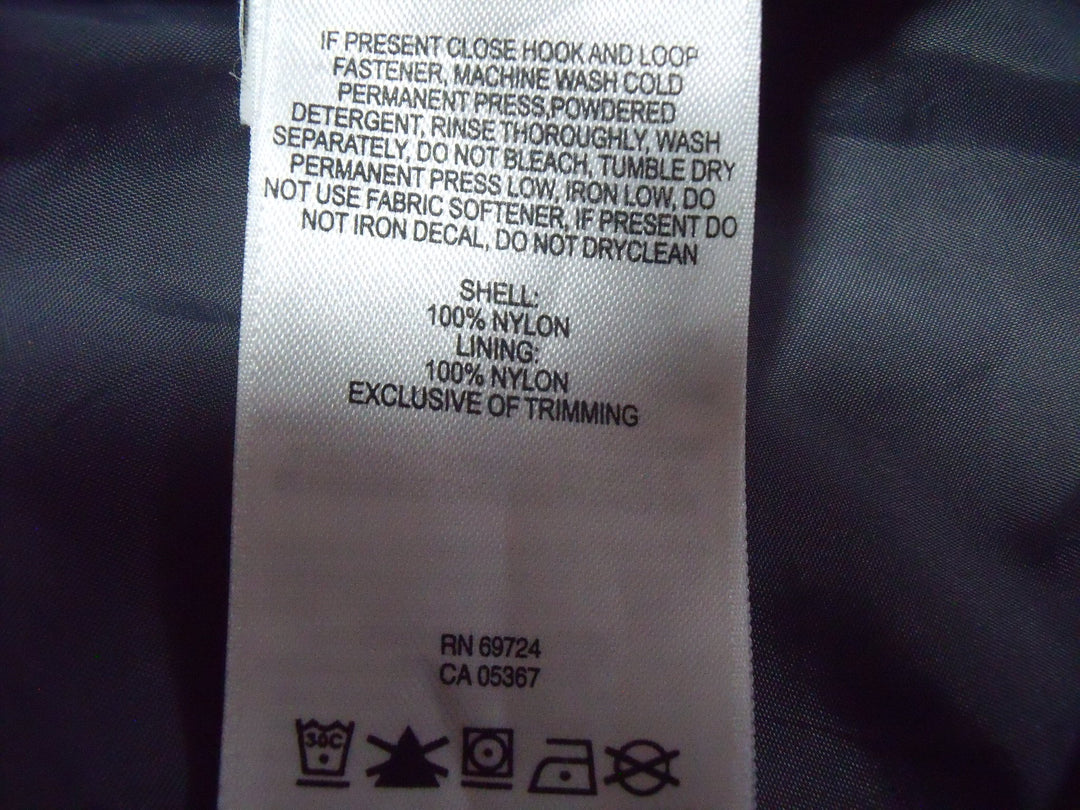 IF PRESENT CLOSE HOOK AND LOOP
FASTENER, MACHINE WASH COLD
PERMANENT PRESS,POWDERED
DETERGENT, RINSE THOROUGHLY, WASH
SEPARATELY, DO NOT BLEACH, TUMBLE DRY
PERMANENT PRESS LOW, IRON LOW, DO
NOT USE FABRIC SOFTENER, IF PRESENT DO
NOT IRON DECAL, DO NOT DRYCLEAN
SHELL:
100% NYLON
LINING:
100% NYLON
EXCLUSIVE OF TRIMMING
RN 69724
CA 05367
30C